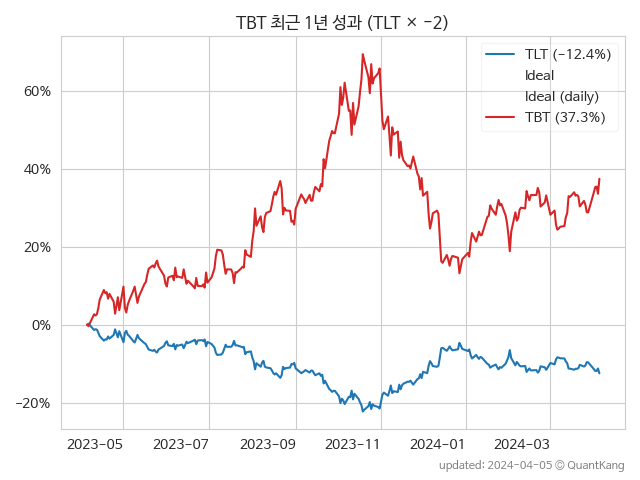 TBT 최근 1년 성과 (TLT × −2)
TLT (−12.4%)
Ideal
Ideal (daily)
TBT (37.3%)
60%
40%
20%
0%
−20%
2023-05 2023-07 2023-09 2023-11 2024-01 2024-03
updated: 2024-04-05 © QuantKang